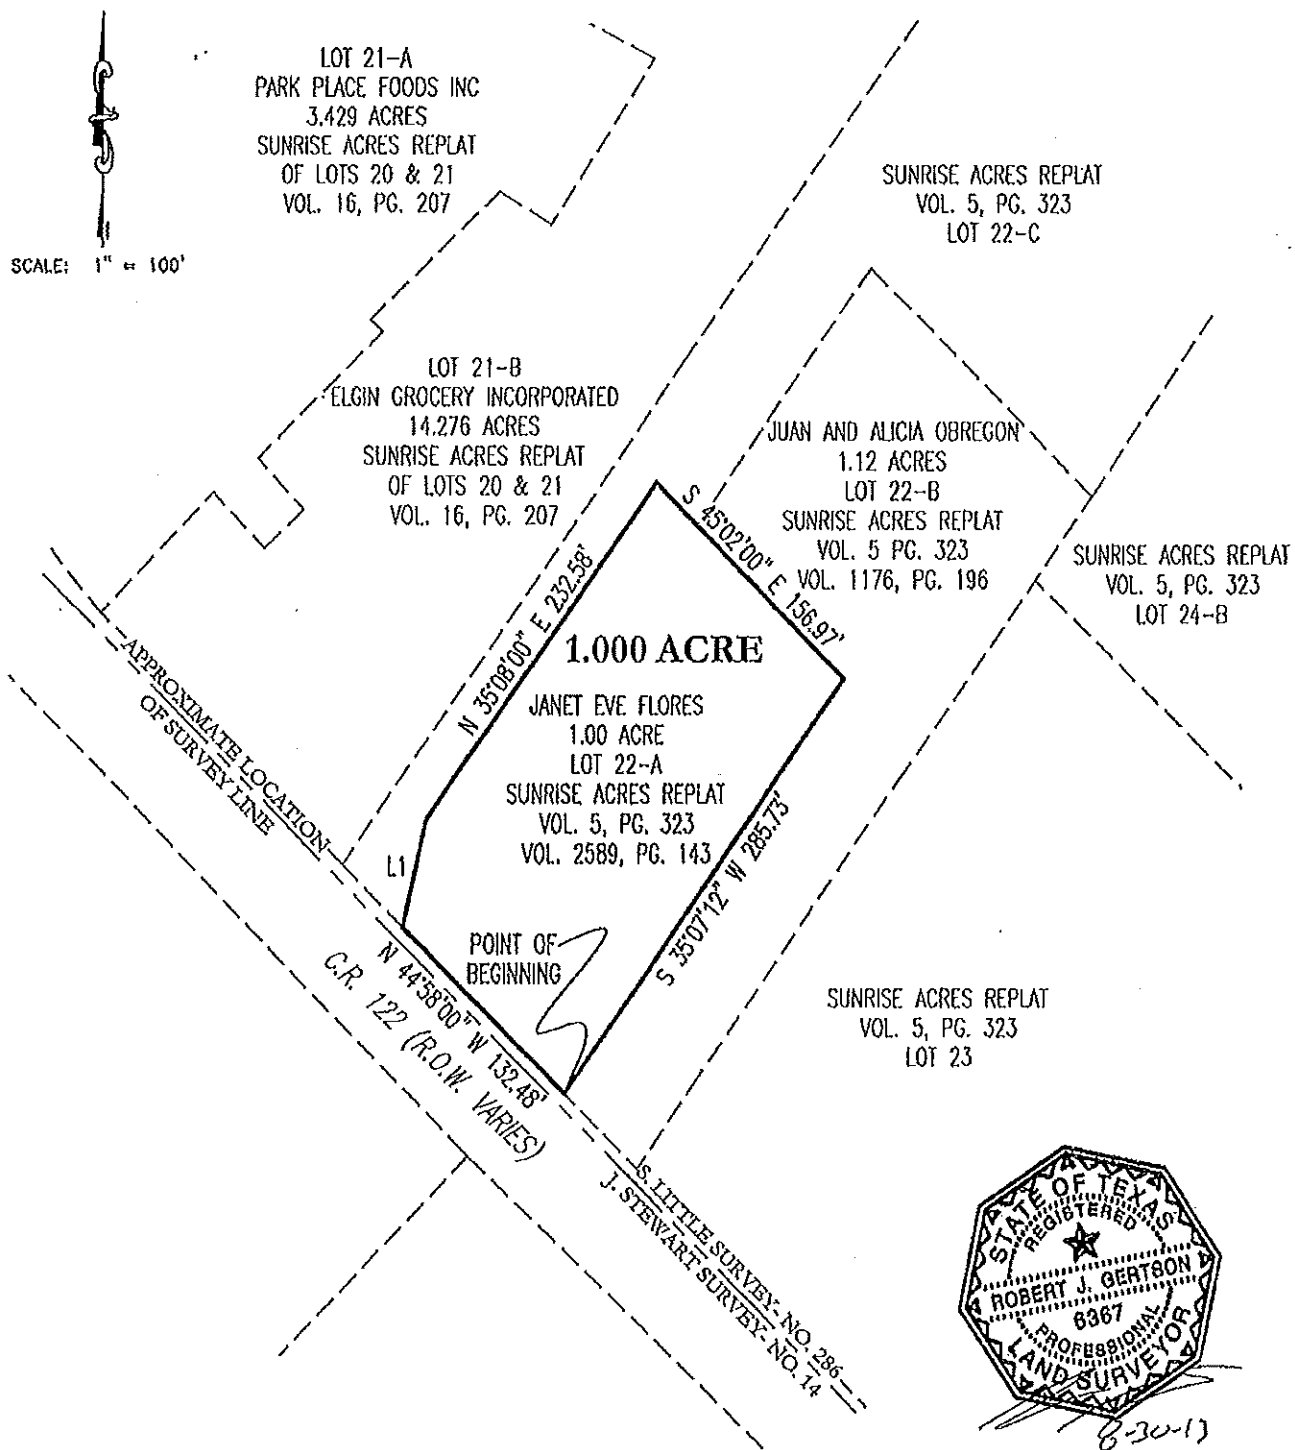 LOT 21-A
PARK PLACE FOODS INC
3.429 ACRES
SUNRISE ACRES REPLAT
OF LOTS 20 & 21
VOL. 16, PG. 207
SCALE: 1" = 100'
SUNRISE ACRES REPLAT
VOL. 5, PG. 323
LOT 22-C
LOT 21-B
ELGIN GROCERY INCORPORATED
14.276 ACRES
SUNRISE ACRES REPLAT
OF LOTS 20 & 21
VOL. 16, PG. 207
JUAN AND ALICIA OBREGON
1.12 ACRES
LOT 22-B
SUNRISE ACRES REPLAT
VOL. 5 PG. 323
VOL. 1176, PG. 196
SUNRISE ACRES REPLAT
VOL. 5, PG. 323
LOT 24-B
S 45°02'00" E 156.97'
N 35°08'00" E 232.58'
1.000 ACRE
JANET EVE FLORES
1.00 ACRE
LOT 22-A
SUNRISE ACRES REPLAT
VOL. 5, PG. 323
VOL. 2589, PG. 143
APPROXIMATE LOCATION
OF SURVEY LINE
L1
S 35°07'12" W 285.73'
POINT OF
BEGINNING
N 44°58'00" W 132.48'
C.R. 122 (R.O.W. VARIES)
SUNRISE ACRES REPLAT
VOL. 5, PG. 323
LOT 23
S. LITTLE SURVEY- NO. 286
J. STEWART SURVEY- NO. 14
STATE OF TEXAS
REGISTERED
ROBERT J. GERTSON
6367
PROFESSIONAL
LAND SURVEYOR
8-30-13